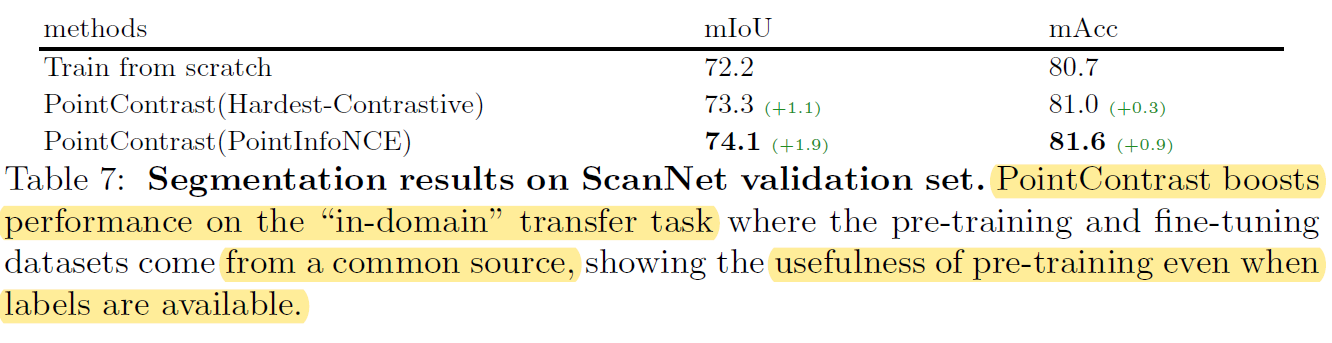 methods mIoU mAcc
Train from scratch 72.2 80.7
PointContrast(Hardest-Contrastive) 73.3 (+1.1) 81.0 (+0.3)
PointContrast(PointInfoNCE) 74.1 (+1.9) 81.6 (+0.9)
Table 7: Segmentation results on ScanNet validation set. PointContrast boosts
performance on the “in-domain” transfer task where the pre-training and fine-tuning
datasets come from a common source, showing the usefulness of pre-training even when
labels are available.